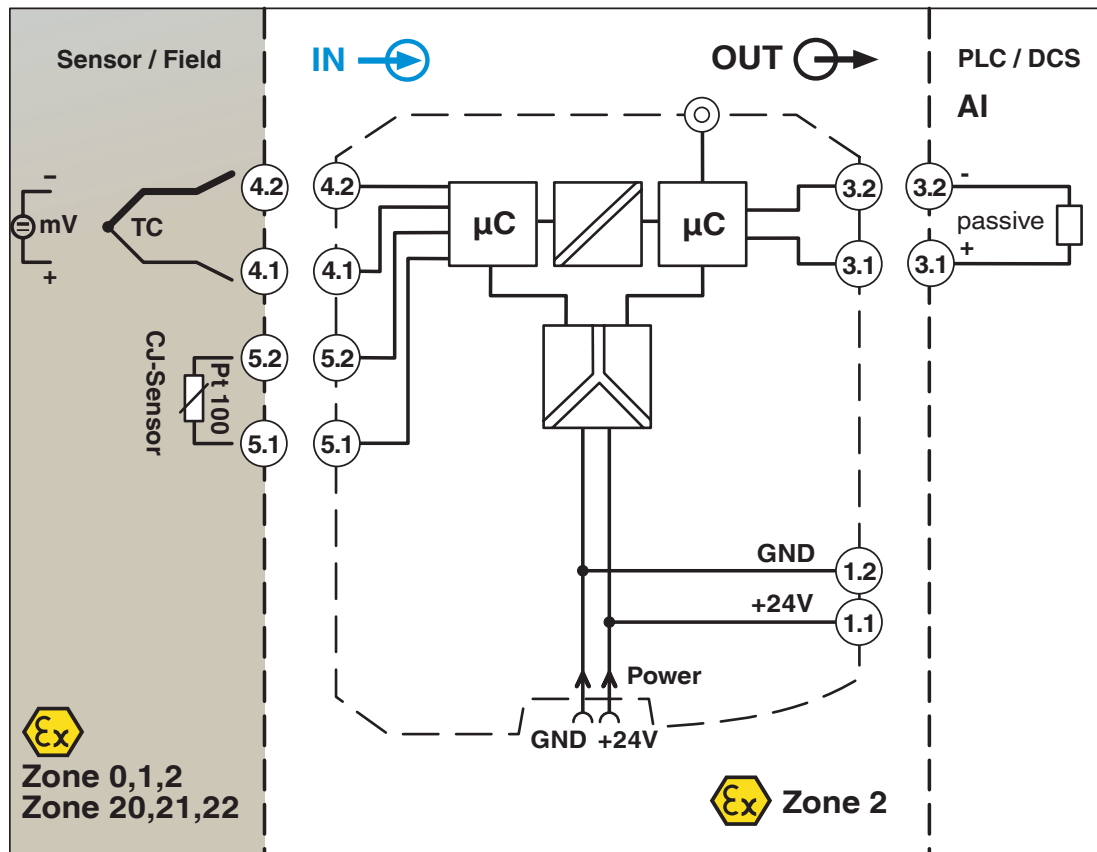 Sensor / Field
IN
OUT
PLC / DCS
AI
4.2
4.2
3.2
3.2
-
−
mV
TC
µC
µC
passive
+
4.1
4.1
3.1
3.1
+
CJ-Sensor
Pt 100
5.2
5.2
5.1
5.1
GND
1.2
+24V
1.1
Power
GND +24V
Ex
Zone 0,1,2
Zone 20,21,22
Ex
Zone 2